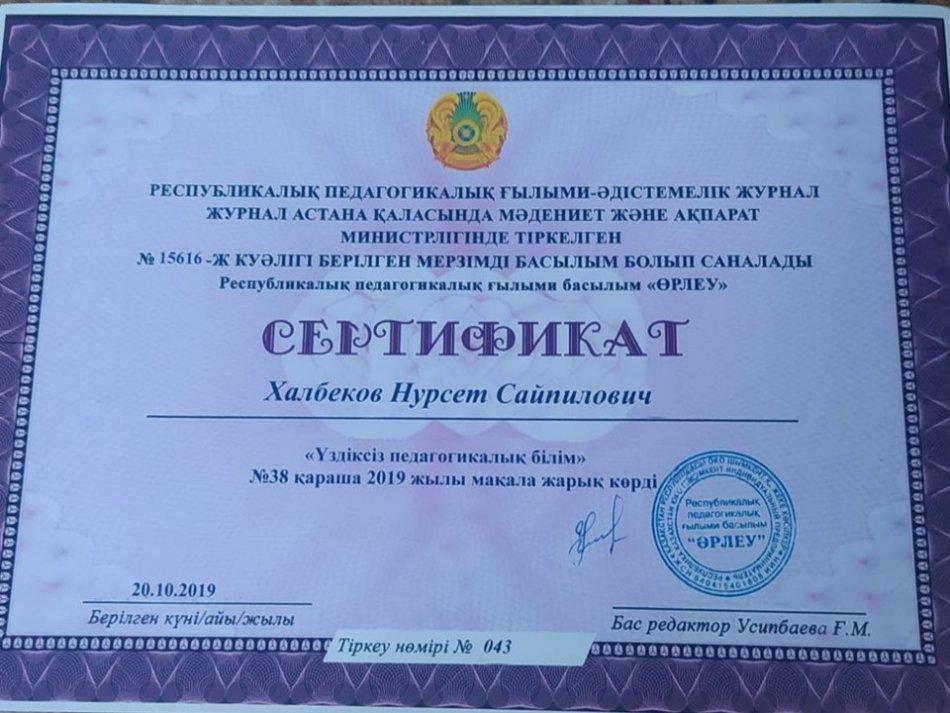 РЕСПУБЛИКАЛЫҚ ПЕДАГОГИКАЛЫҚ ҒЫЛЫМИ-ӘДІСТЕМЕЛІК ЖУРНАЛ
ЖУРНАЛ АСТАНА ҚАЛАСЫНДА МӘДЕНИЕТ ЖӘНЕ АҚПАРАТ
МИНИСТРЛІГІНДЕ ТІРКЕЛГЕН
№ 15616 -Ж КУӘЛІГІ БЕРІЛГЕН МЕРЗІМДІ БАСЫЛЫМ БОЛЫП САНАЛАДЫ
Республикалық педагогикалық ғылыми басылым «ӨРЛЕУ»
СЕРТИФИКАТ
Халбеков Нурсет Сайпилович
«Үздіксіз педагогикалық білім»
№38 қараша 2019 жылы мақала жарық көрді
Республикалық
педагогикалық
ғылыми басылым
“ӨРЛЕУ”
20.10.2019
Берілген күні/айы/жылы
Бас редактор Усипбаева Ғ.М.
Тіркеу нөмірі № 043